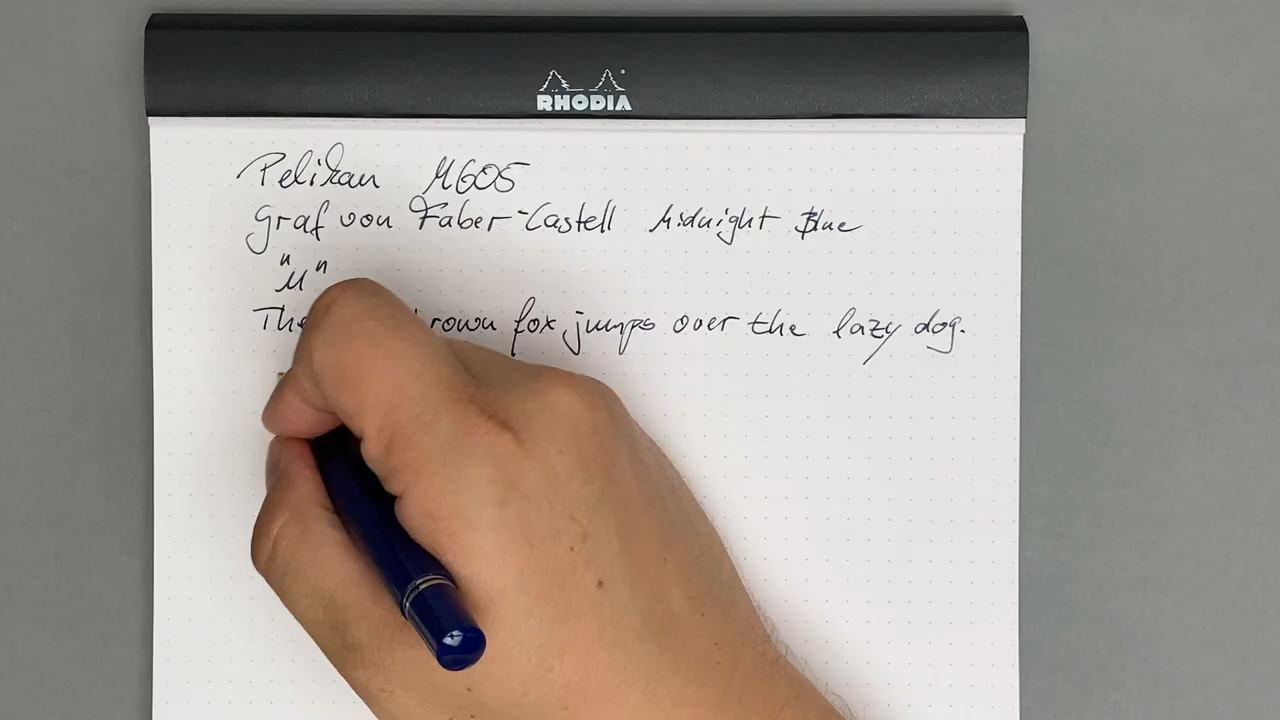 RHODIA
Pelikan M605
Graf von Faber-Castell Midnight Blue
"M"
The rown fox jumps over the lazy dog.